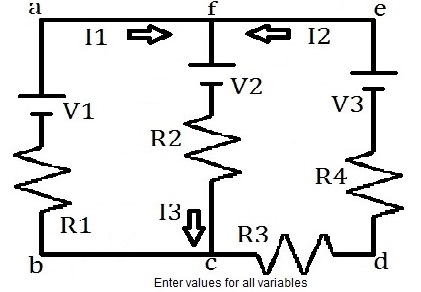 a f e
I1 I2
V1 V2 V3
R2 R4
R1 I3 R3
b c d
Enter values for all variables